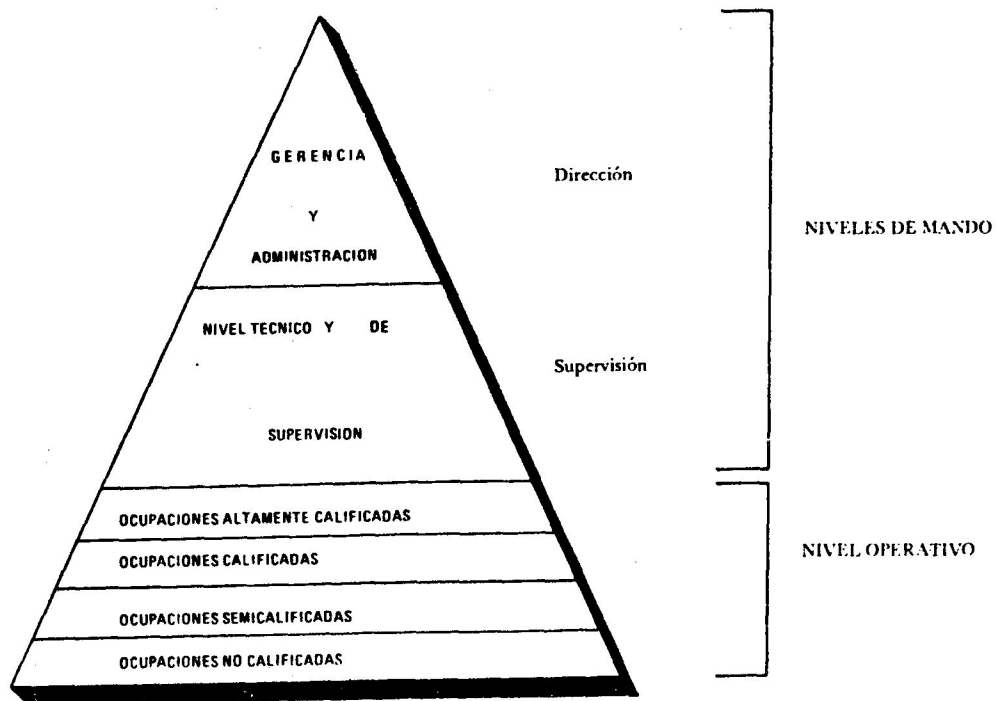 GERENCIA
Y
ADMINISTRACION
Dirección
NIVELES DE MANDO
NIVEL TECNICO Y DE
SUPERVISION
Supervisión
OCUPACIONES ALTAMENTE CALIFICADAS
OCUPACIONES CALIFICADAS
OCUPACIONES SEMICALIFICADAS
OCUPACIONES NO CALIFICADAS
NIVEL OPERATIVO